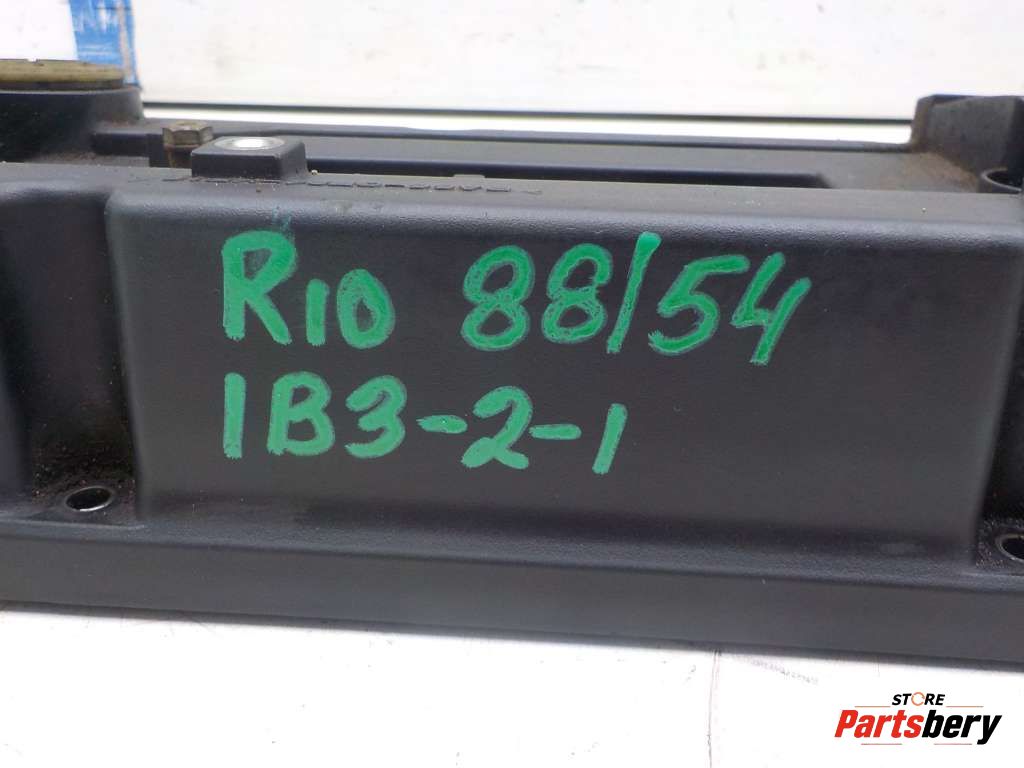 RIO 88/54
1B3-2-1
STORE
Partsbery